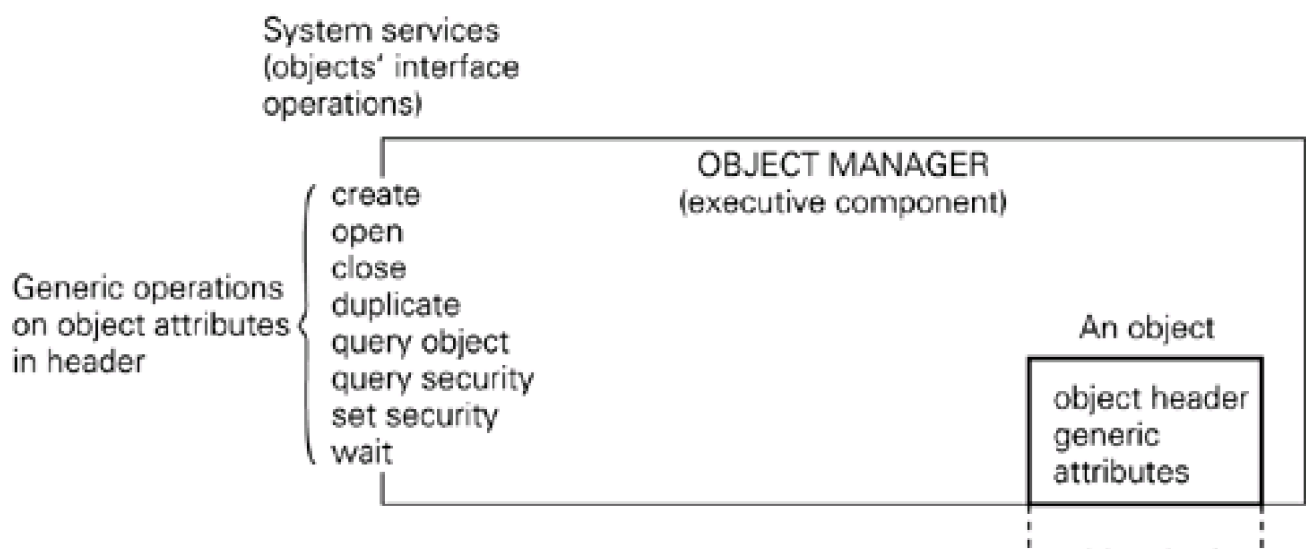 System services
(objects' interface
operations)
OBJECT MANAGER
(executive component)
Generic operations
on object attributes
in header
create
open
close
duplicate
query object
query security
set security
wait
An object
object header
generic
attributes